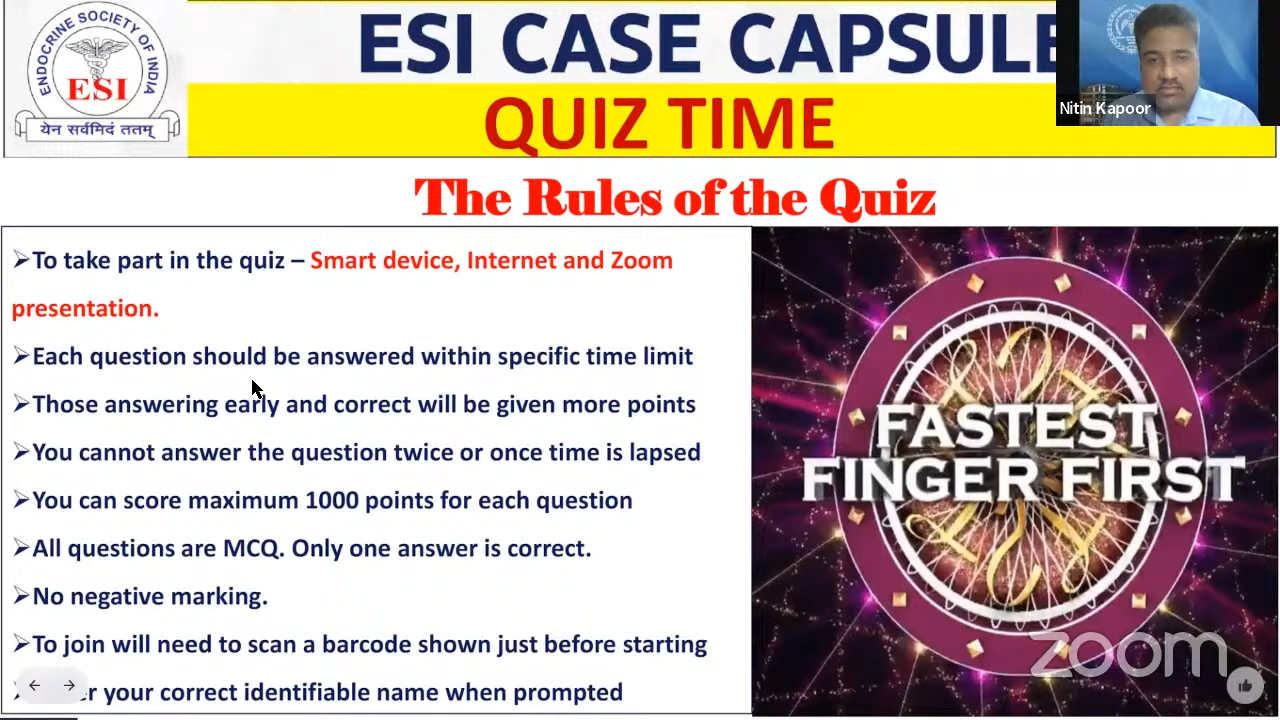 ENDOCRINE SOCIETY OF INDIA
ESI
येन सर्वमिदं ततम्
ESI CASE CAPSULE
QUIZ TIME
Nitin Kapoor
The Rules of the Quiz
➢To take part in the quiz – Smart device, Internet and Zoom
presentation.
➢Each question should be answered within specific time limit
➢Those answering early and correct will be given more points
➢You cannot answer the question twice or once time is lapsed
➢You can score maximum 1000 points for each question
➢All questions are MCQ. Only one answer is correct.
➢No negative marking.
➢To join will need to scan a barcode shown just before starting
your correct identifiable name when prompted
FASTEST
FINGER FIRST
zoom